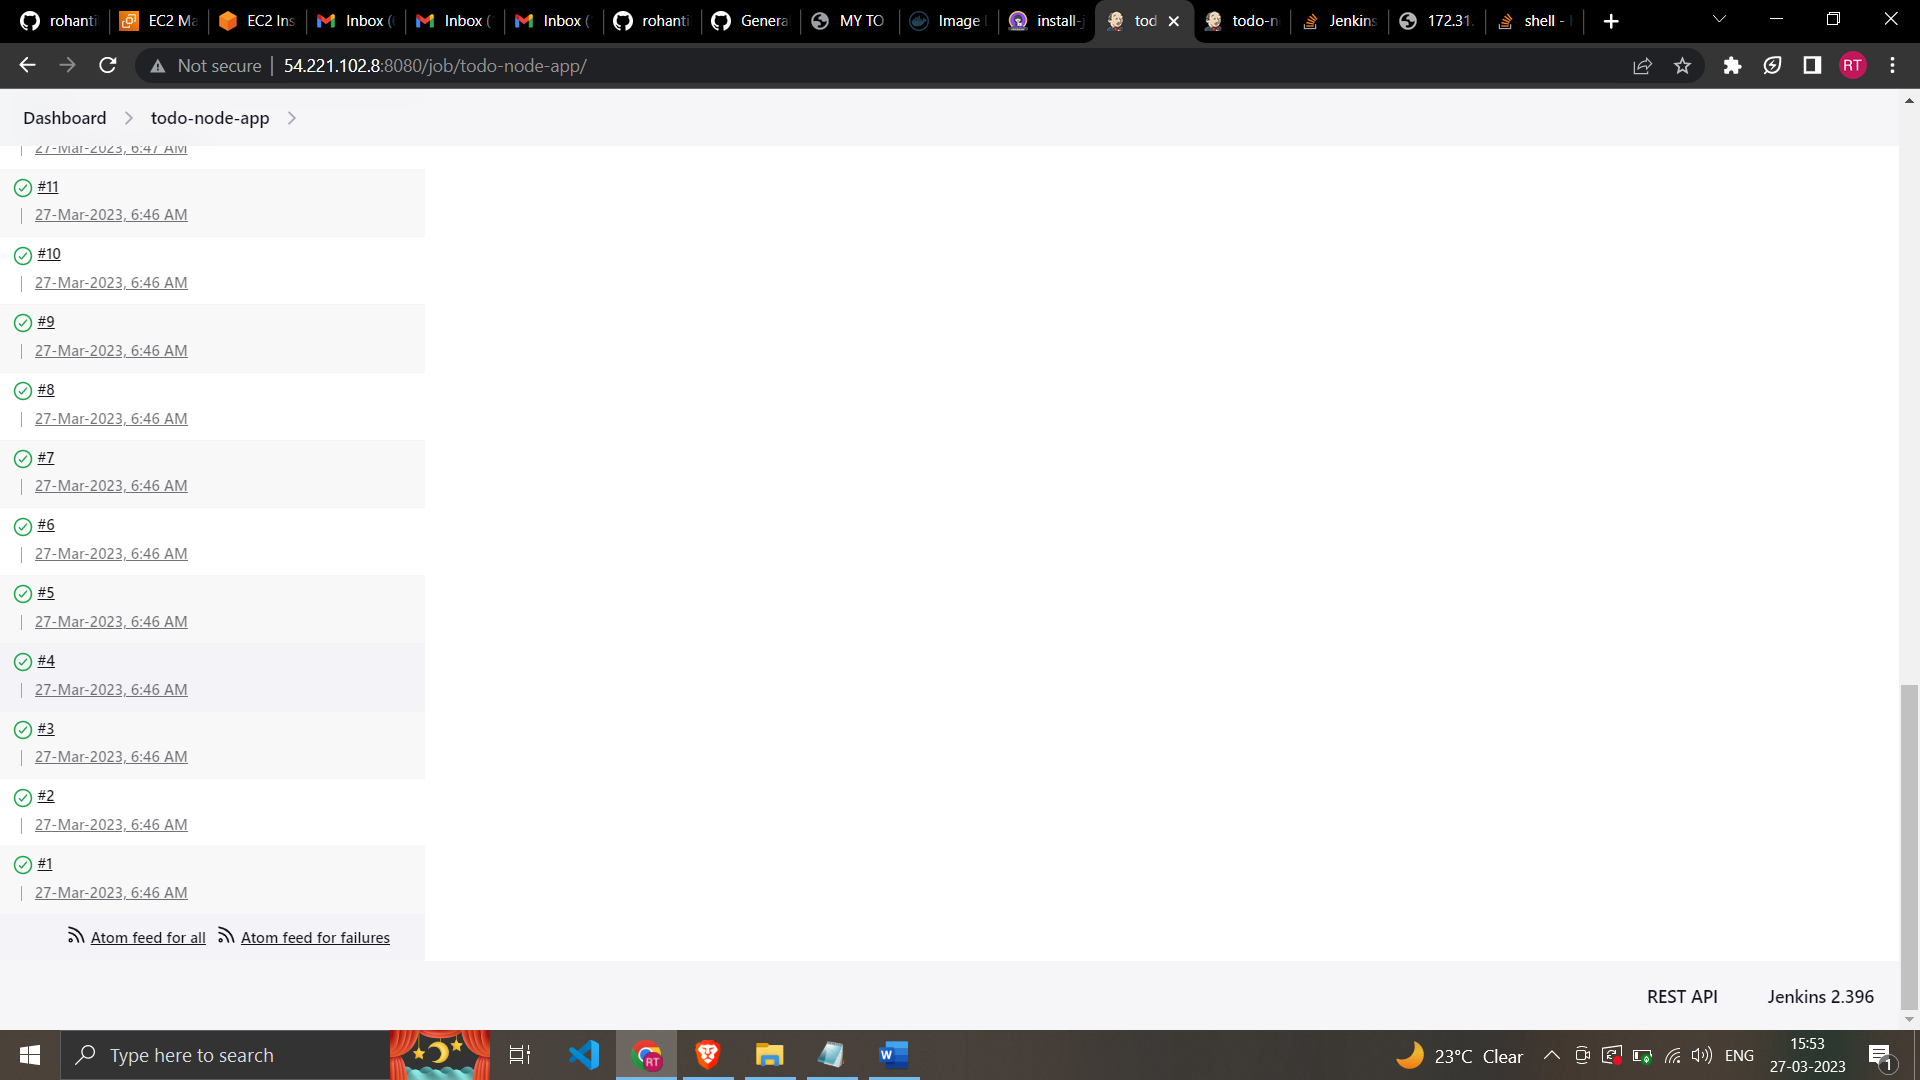 rohanti
EC2 Ma
EC2 Ins
Inbox (
Inbox (
Inbox (
rohanti
General
MY TO
Image
install-j
tod
todo-n
Jenkins
172.31.
shell -
Not secure
54.221.102.8:8080/job/todo-node-app/
RT
Dashboard
todo-node-app
27-Mar-2023, 6:47 AM
#11
27-Mar-2023, 6:46 AM
#10
27-Mar-2023, 6:46 AM
#9
27-Mar-2023, 6:46 AM
#8
27-Mar-2023, 6:46 AM
#7
27-Mar-2023, 6:46 AM
#6
27-Mar-2023, 6:46 AM
#5
27-Mar-2023, 6:46 AM
#4
27-Mar-2023, 6:46 AM
#3
27-Mar-2023, 6:46 AM
#2
27-Mar-2023, 6:46 AM
#1
27-Mar-2023, 6:46 AM
Atom feed for all
Atom feed for failures
REST API
Jenkins 2.396
Type here to search
RT
W
23°C Clear
ENG
15:53
27-03-2023
1